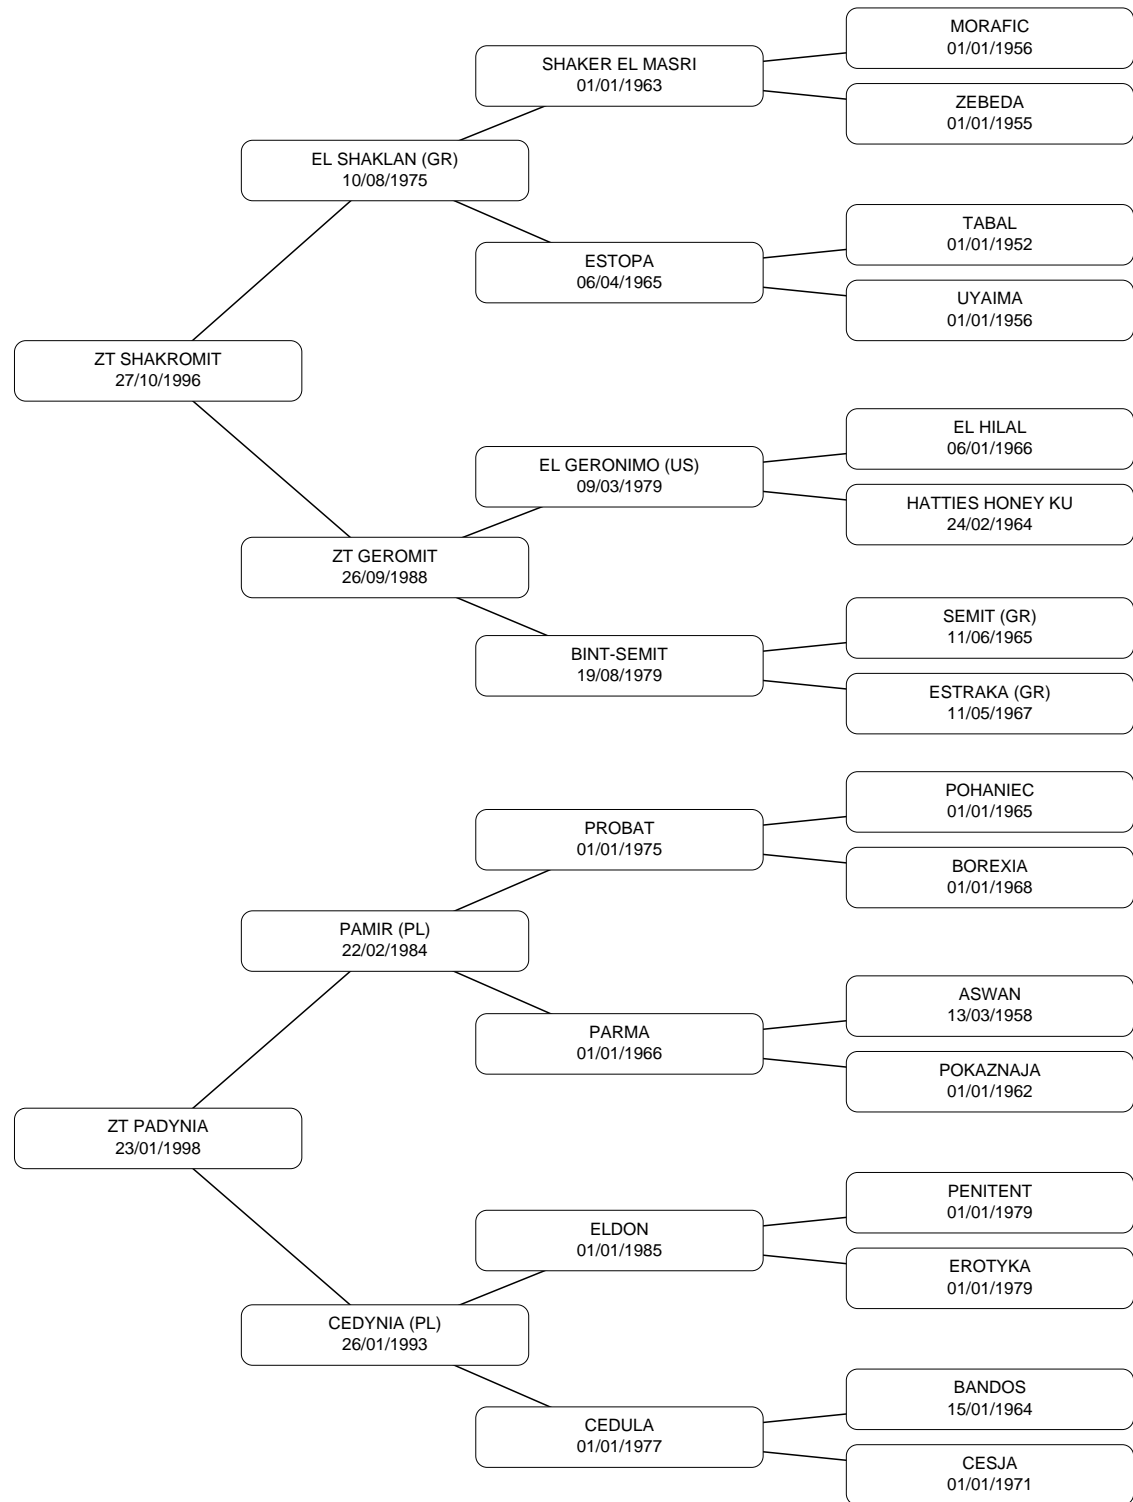 MORAFIC
01/01/1956
SHAKER EL MASRI
01/01/1963
ZEBEDA
01/01/1955
EL SHAKLAN (GR)
10/08/1975
TABAL
01/01/1952
ESTOPA
06/04/1965
UYAIMA
01/01/1956
ZT SHAKROMIT
27/10/1996
EL HILAL
06/01/1966
EL GERONIMO (US)
09/03/1979
HATTIES HONEY KU
24/02/1964
ZT GEROMIT
26/09/1988
SEMIT (GR)
11/06/1965
BINT-SEMIT
19/08/1979
ESTRAKA (GR)
11/05/1967
POHANIEC
01/01/1965
PROBAT
01/01/1975
BOREXIA
01/01/1968
PAMIR (PL)
22/02/1984
ASWAN
13/03/1958
PARMA
01/01/1966
POKAZNAJA
01/01/1962
ZT PADYNIA
23/01/1998
PENITENT
01/01/1979
ELDON
01/01/1985
EROTYKA
01/01/1979
CEDYNIA (PL)
26/01/1993
BANDOS
15/01/1964
CEDULA
01/01/1977
CESJA
01/01/1971